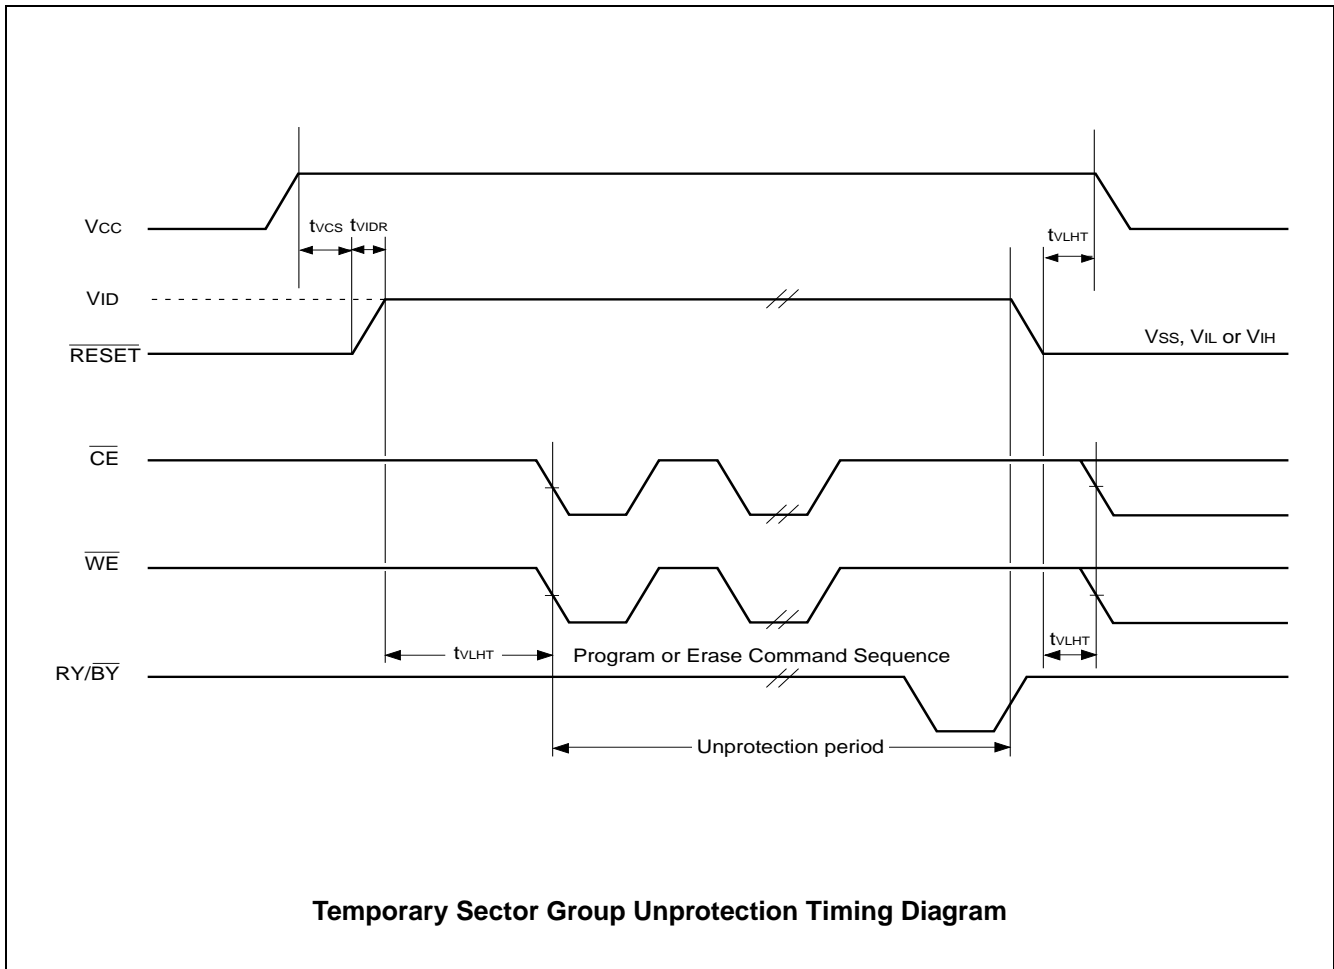 VCC
tVCS
tVIDR
tVLHT
VID
RESET
VSS, VIL or VIH
CE
WE
tVLHT
tVLHT
Program or Erase Command Sequence
RY/BY
Unprotection period
Temporary Sector Group Unprotection Timing Diagram